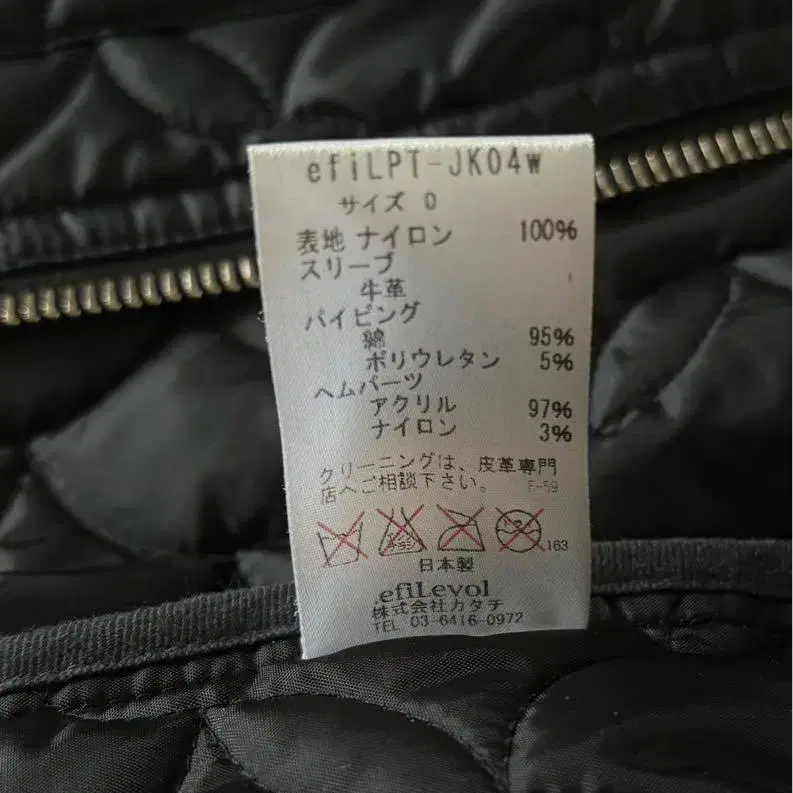 efiLPT-JK04w
サイズ 0
表地 ナイロン 100%
スリーブ
牛革
パイピング
綿 95%
ポリウレタン 5%
ヘムパーツ
アクリル 97%
ナイロン 3%
クリーニングは、皮革専門
店へご相談下さい。 F-59
163
日本製
efiLevol
株式会社カタチ
TEL 03-6416-0972